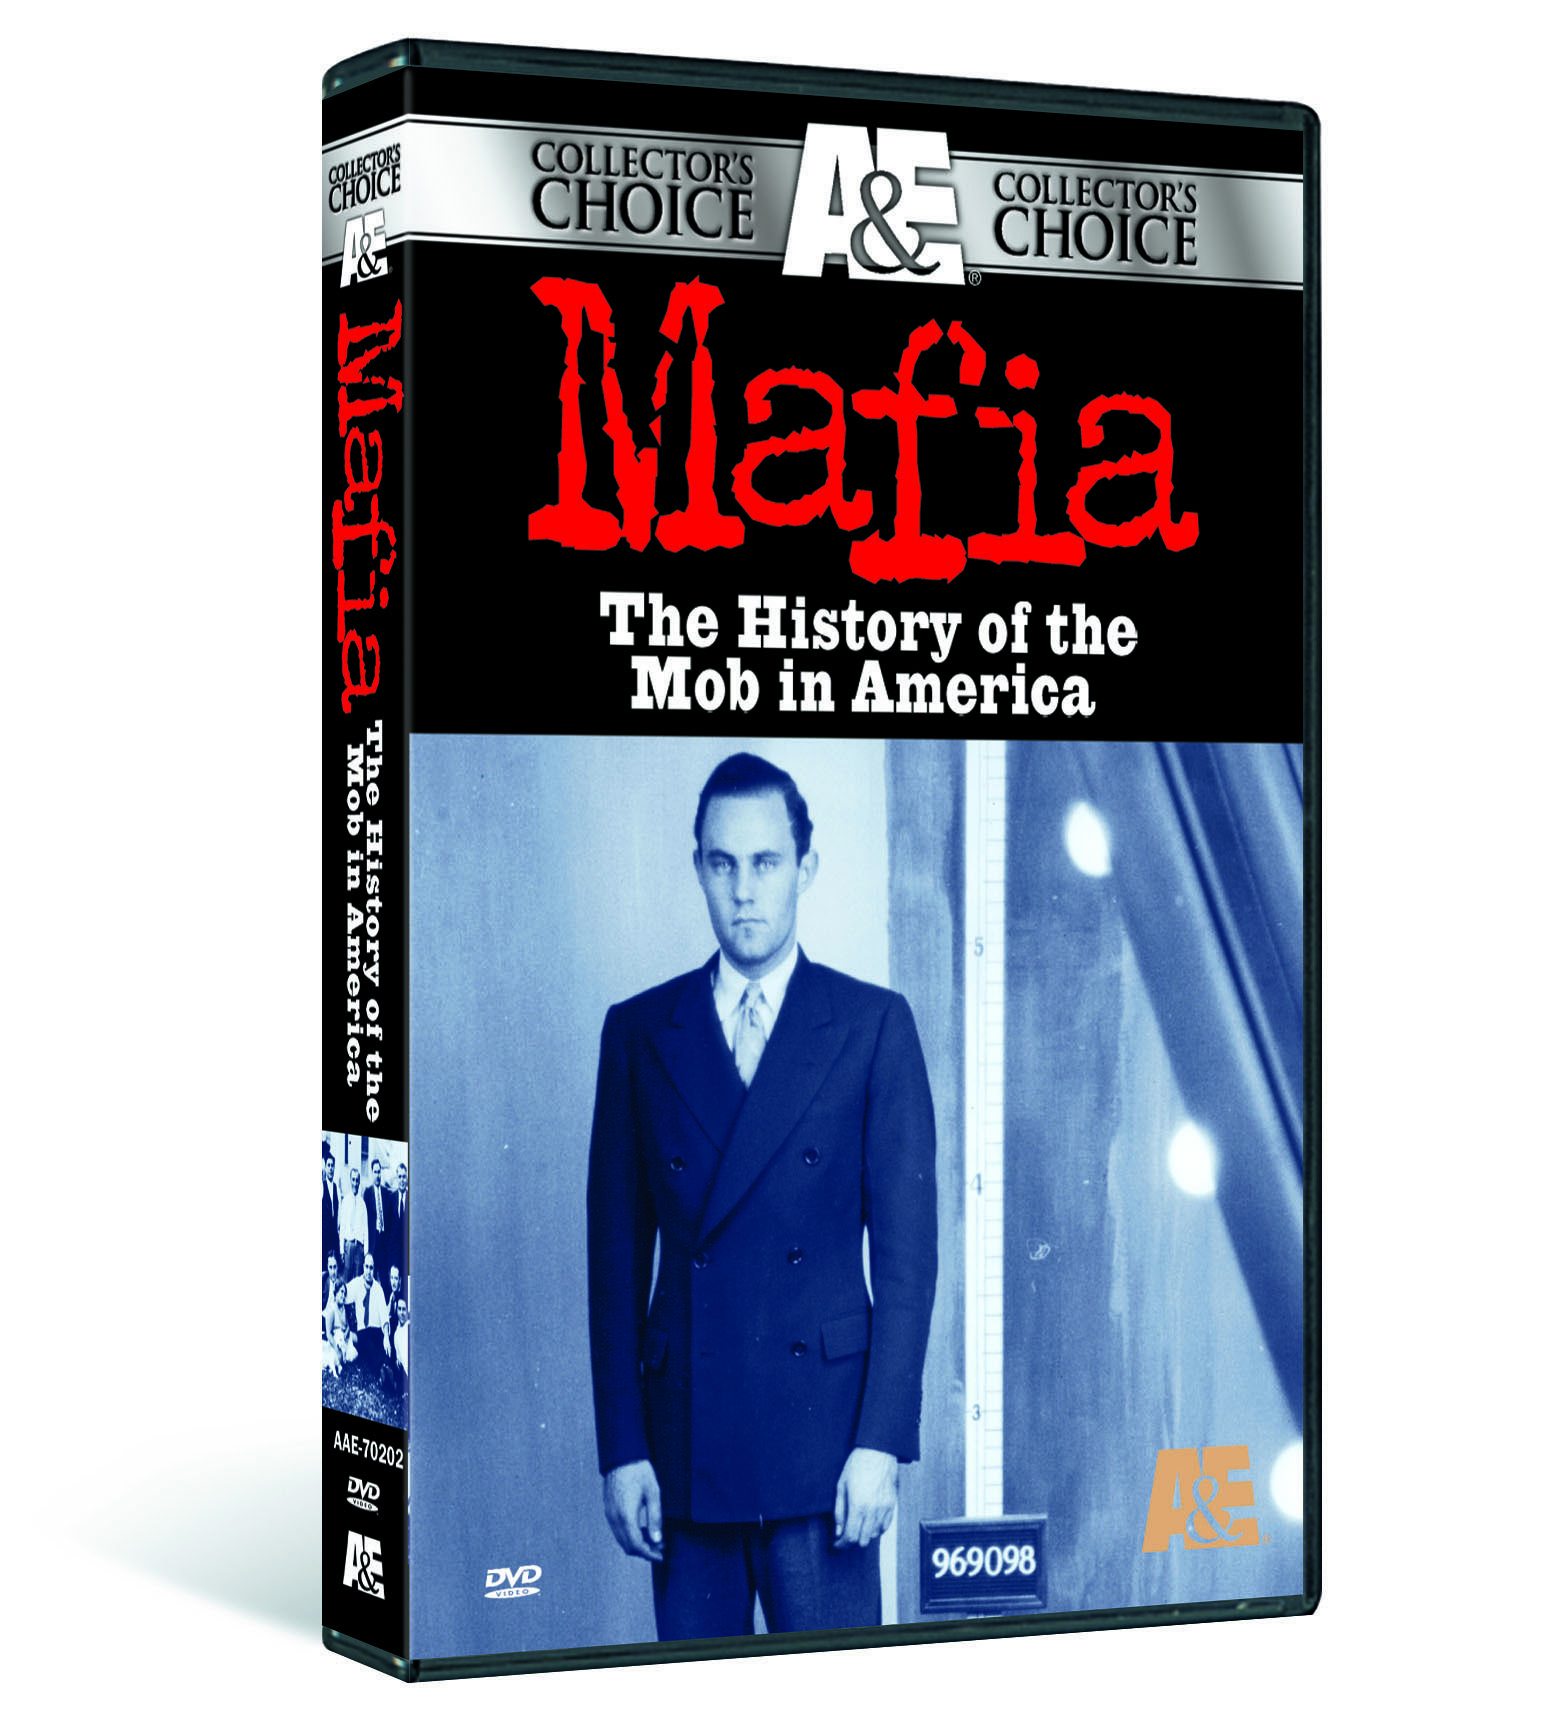 COLLECTOR'S
CHOICE
A&E
Mafia
The History of the
Mob in America
AAE-70202
DVD
VIDEO
A&E
COLLECTOR'S
CHOICE
A&E®
COLLECTOR'S
CHOICE
Mafia
The History of the
Mob in America
5
4
3
969098
A&E
DVD
VIDEO